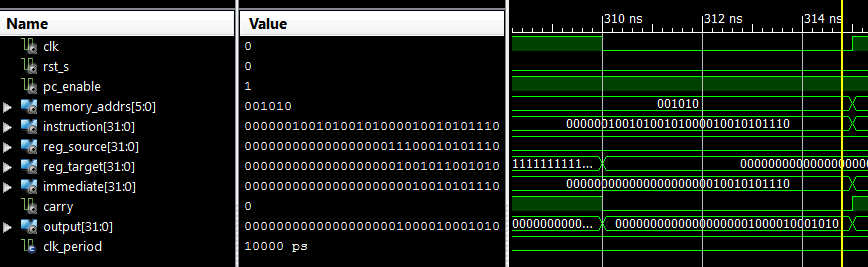 Name Value 310 ns 312 ns 314 ns
clk 0
rst_s 0
pc_enable 1
memory_addrs[5:0] 001010 001010
instruction[31:0] 00000010010100101000010010101110 00000010010100101000010010101110
reg_source[31:0] 00000000000000000011100010101110
reg_target[31:0] 00000000000000000001001011001010 1111111111...
immediate[31:0] 00000000000000000000010010101110 00000000000000000000010010101110
carry 0
output[31:0] 00000000000000000001000010001010 0000000000... 00000000000000000001000010001010
clk_period 10000 ps